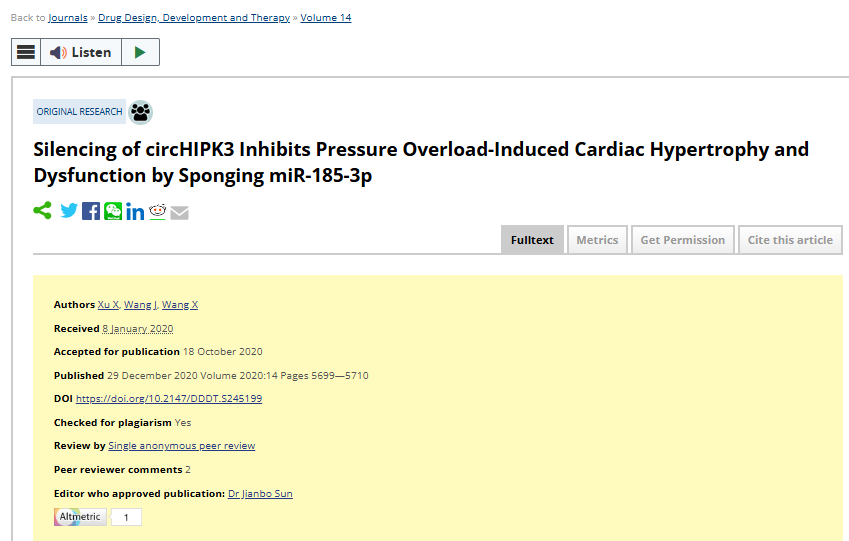 Back to Journals » Drug Design, Development and Therapy » Volume 14
Listen
ORIGINAL RESEARCH
Silencing of circHIPK3 Inhibits Pressure Overload-Induced Cardiac Hypertrophy and
Dysfunction by Sponging miR-185-3p
Fulltext Metrics Get Permission Cite this article
Authors Xu X, Wang J, Wang X
Received 8 January 2020
Accepted for publication 18 October 2020
Published 29 December 2020 Volume 2020:14 Pages 5699—5710
DOI https://doi.org/10.2147/DDDT.S245199
Checked for plagiarism Yes
Review by Single anonymous peer review
Peer reviewer comments 2
Editor who approved publication: Dr Jianbo Sun
Altmetric 1